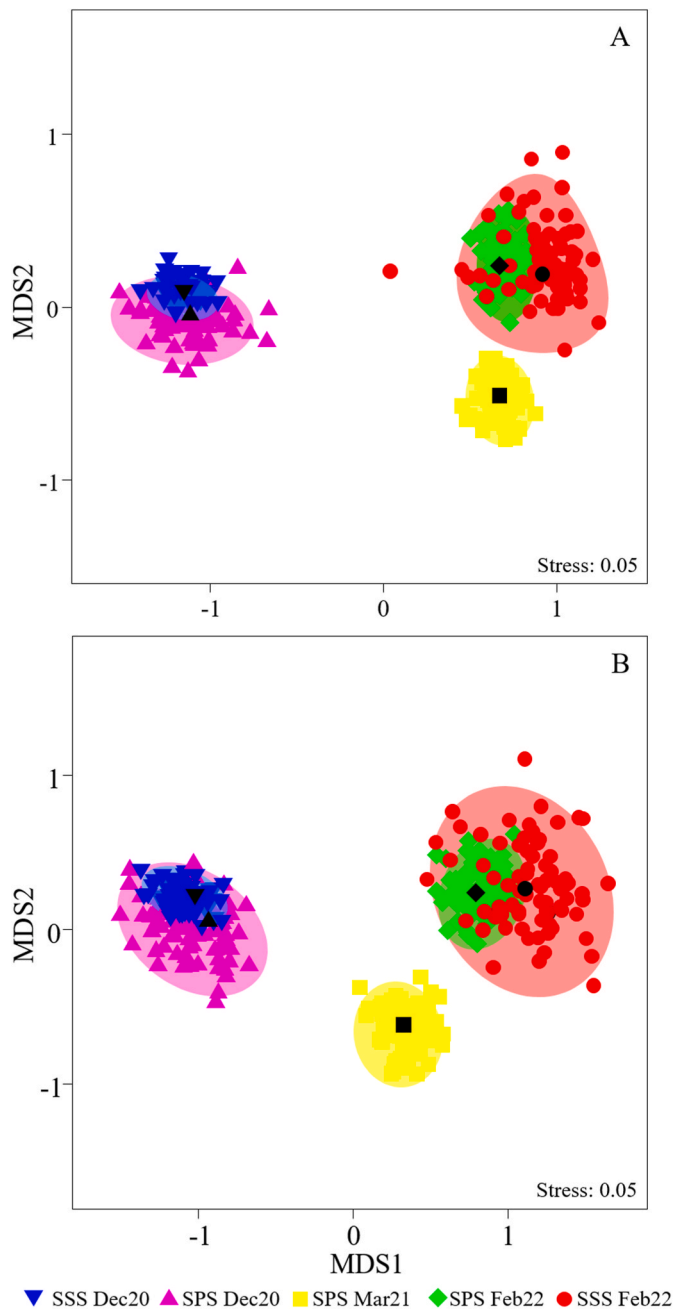 A
1
MDS2
0
-1
Stress: 0.05
-1 0 1
B
1
MDS2
0
-1
Stress: 0.05
-1 0 1
MDS1
SSS Dec20 SPS Dec20 SPS Mar21 SPS Feb22 SSS Feb22